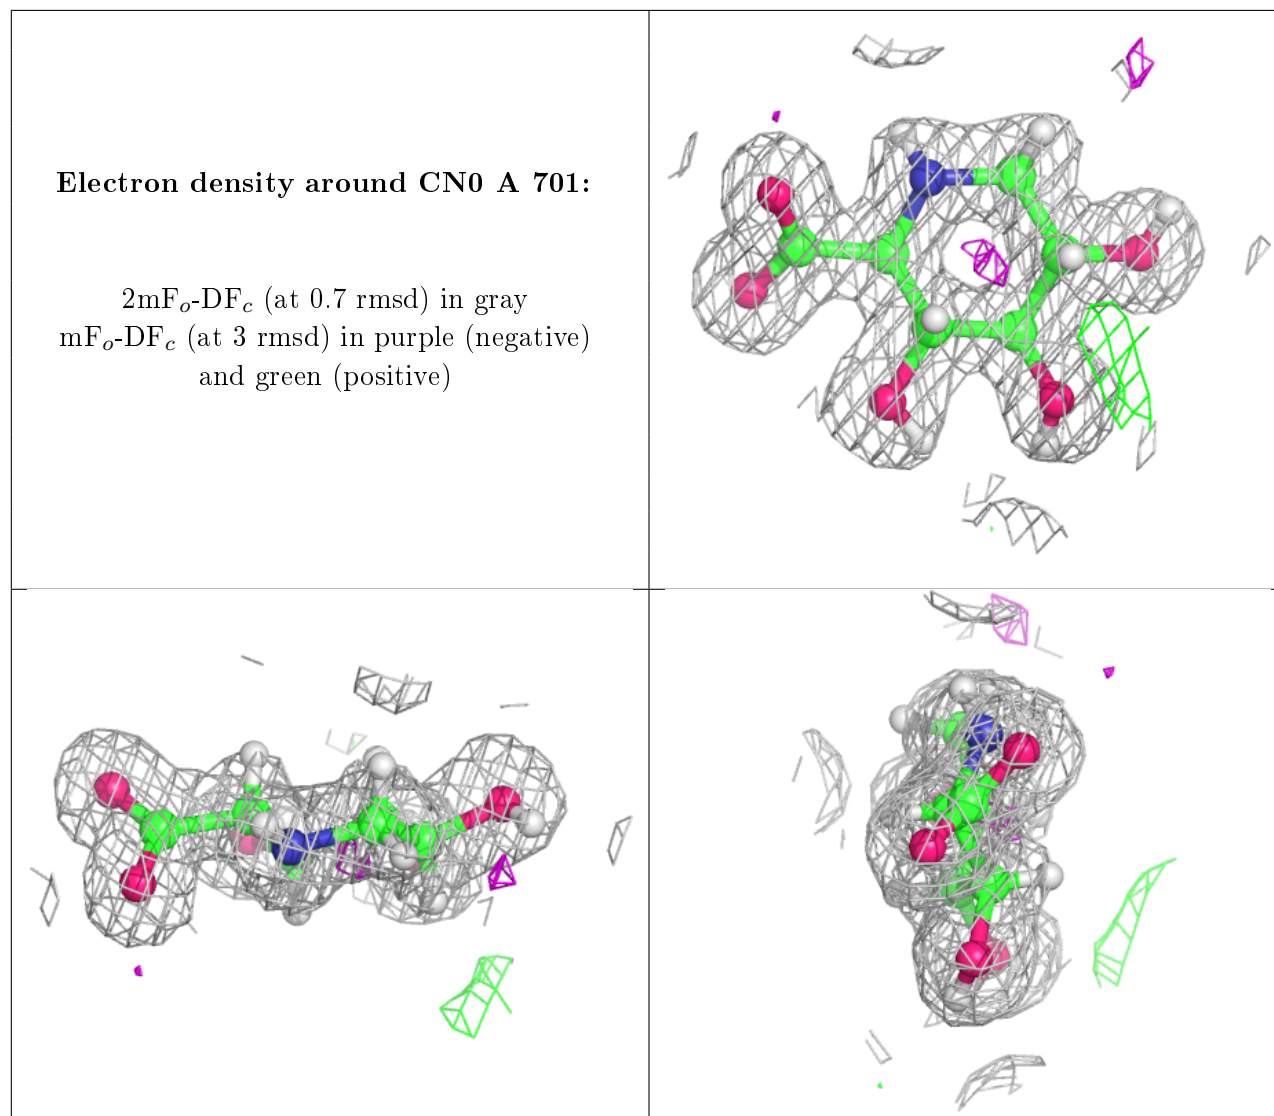 Electron density around CN0 A 701:
2mFo-DFc (at 0.7 rmsd) in gray
mFo-DFc (at 3 rmsd) in purple (negative)
and green (positive)